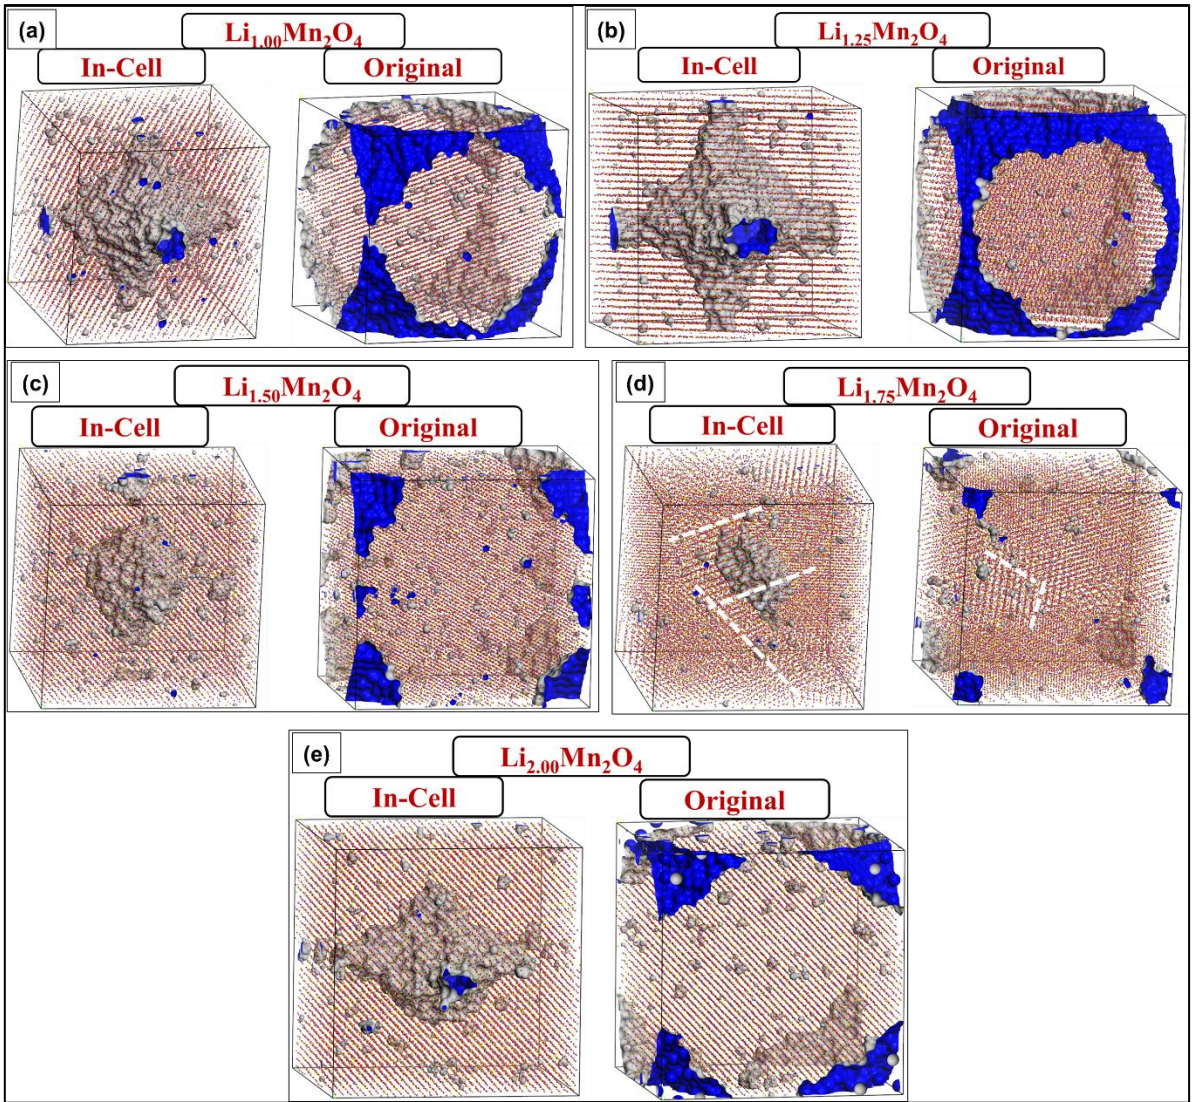 (a)
Li₁.₀₀Mn₂O₄
In-Cell
Original
(b)
Li₁.₂₅Mn₂O₄
In-Cell
Original
(c)
Li₁.₅₀Mn₂O₄
In-Cell
Original
(d)
Li₁.₇₅Mn₂O₄
In-Cell
Original
(e)
Li₂.₀₀Mn₂O₄
In-Cell
Original